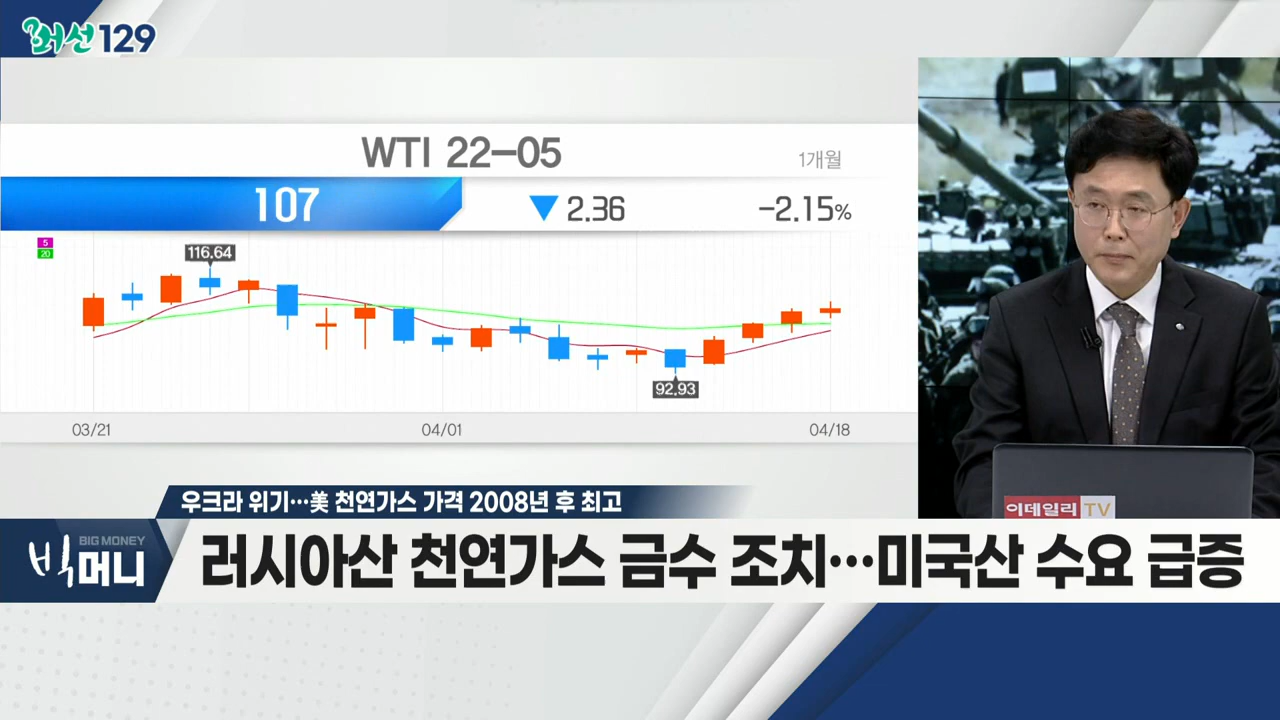 머선129
WTI 22-05
1개월
107
▼ 2.36
-2.15%
5
20
116.64
92.93
03/21
04/01
04/18
이데일리 TV
우크라 위기…美 천연가스 가격 2008년 후 최고
BIG MONEY
빅머니
러시아산 천연가스 금수 조치…미국산 수요 급증